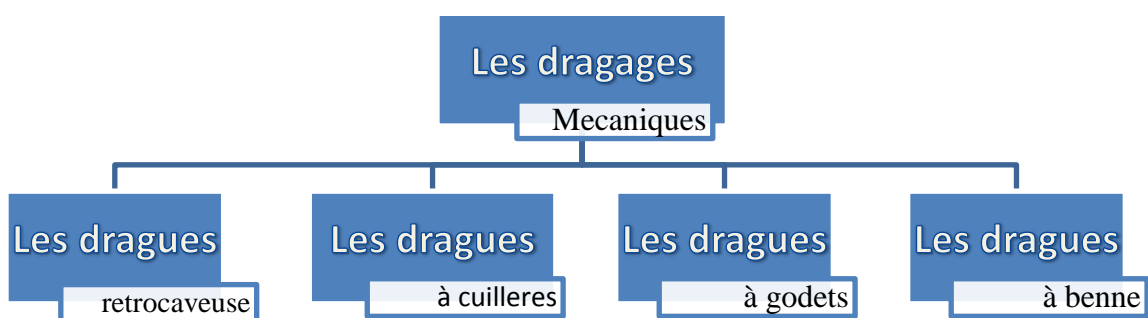 Les dragages
Mecaniques
Les dragues
retrocaveuse
Les dragues
à cuilleres
Les dragues
à godets
Les dragues
à benne